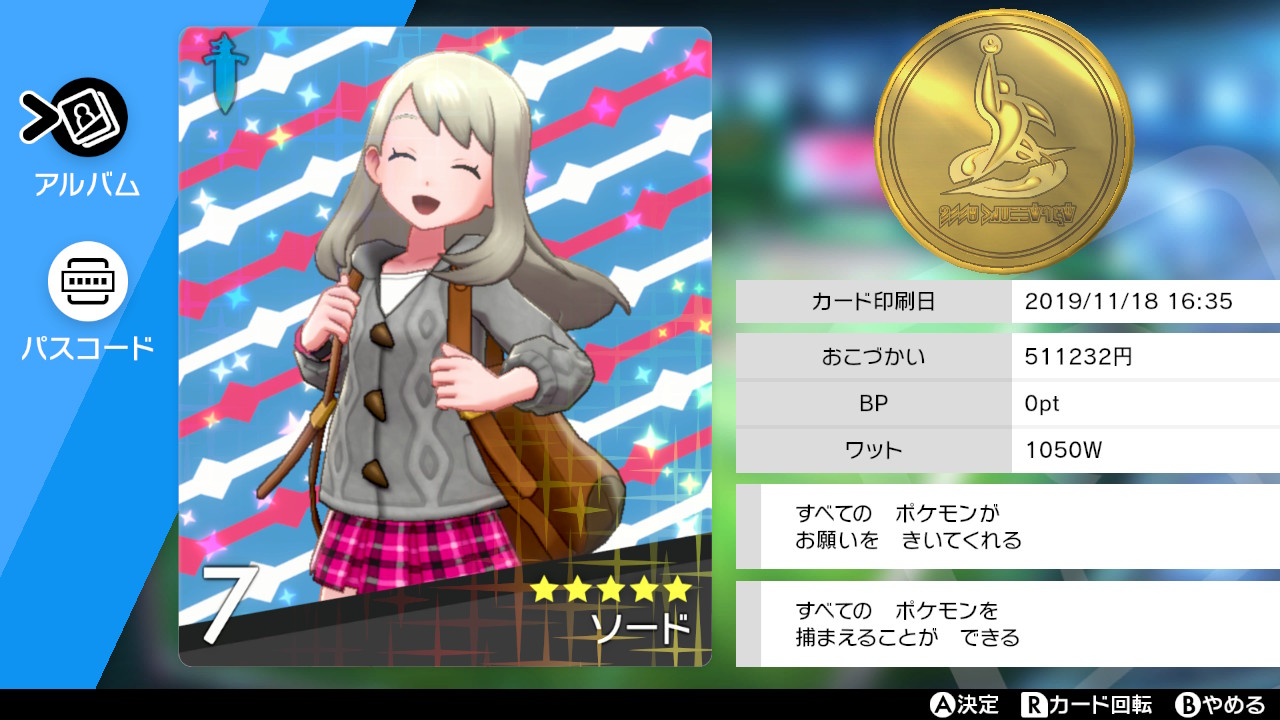 アルバム
パスコード
7
ソード
カード印刷日 2019/11/18 16:35
おこづかい 511232円
BP 0pt
ワット 1050W
すべての　ポケモンが
お願いを　きいてくれる
すべての　ポケモンを
捕まえることが　できる
A決定 Rカード回転 Bやめる